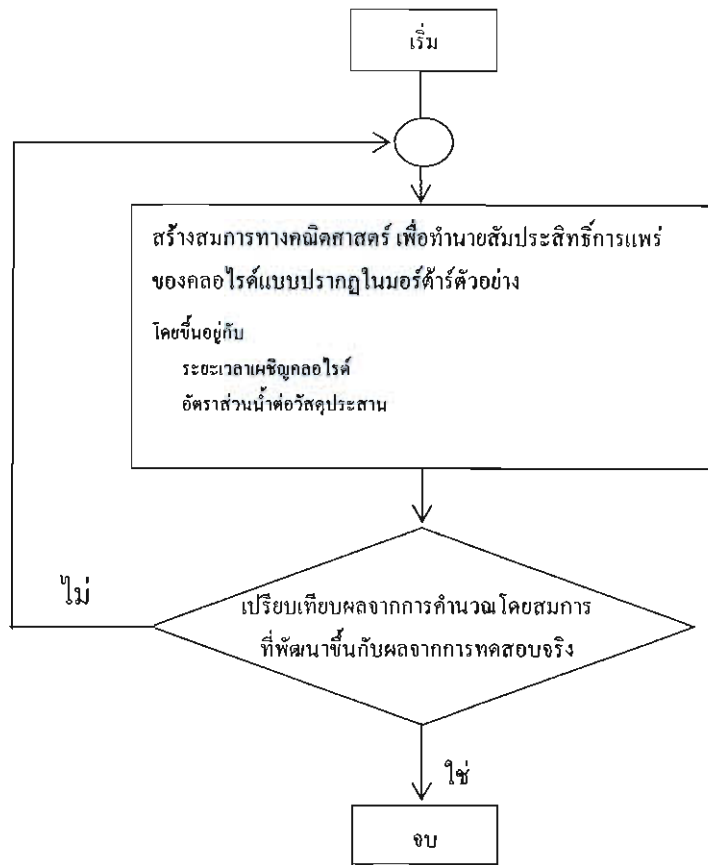 เริ่ม
สร้างสมการทางคณิตศาสตร์ เพื่อทำนายสัมประสิทธิ์การแพร่
ของคลอไรด์แบบปรากฏในมอร์ต้าร์ตัวอย่าง
โดยขึ้นอยู่กับ
ระยะเวลาเผชิญคลอไรด์
อัตราส่วนน้ำต่อวัสดุประสาน
ไม่
เปรียบเทียบผลจากการคำนวณโดยสมการ
ที่พัฒนาขึ้นกับผลจากการทดสอบจริง
ใช่
จบ